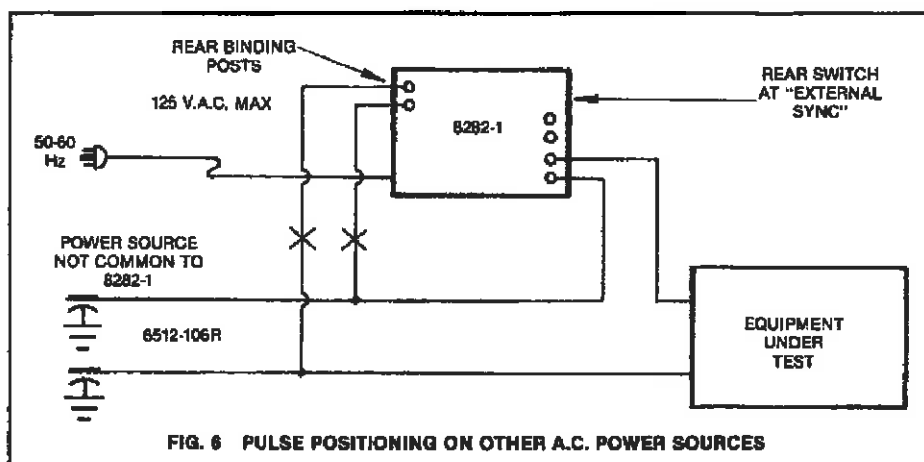 REAR BINDING
POSTS
125 V.A.C. MAX
50-60
Hz
8282-1
REAR SWITCH
AT "EXTERNAL
SYNC"
POWER SOURCE
NOT COMMON TO
8282-1
6512-106R
EQUIPMENT
UNDER
TEST
FIG. 6 PULSE POSITIONING ON OTHER A.C. POWER SOURCES